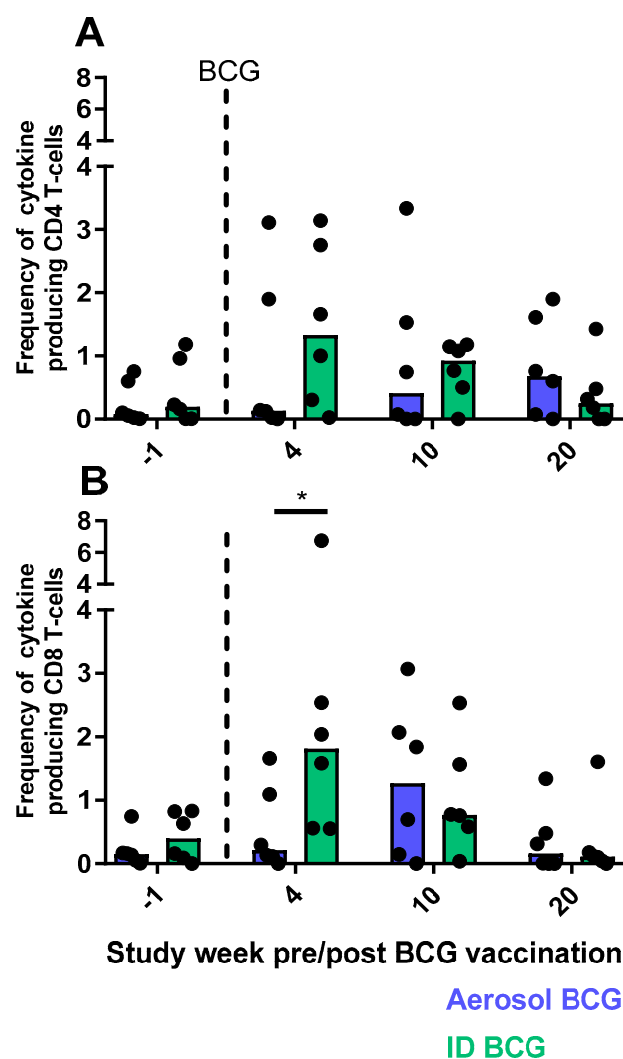 A
BCG
Frequency of cytokine
producing CD4 T-cells
8
6
4
4
3
2
1
0
-1
4
10
20
B
*
Frequency of cytokine
producing CD8 T-cells
8
6
4
4
3
2
1
0
-1
4
10
20
Study week pre/post BCG vaccination
Aerosol BCG
ID BCG